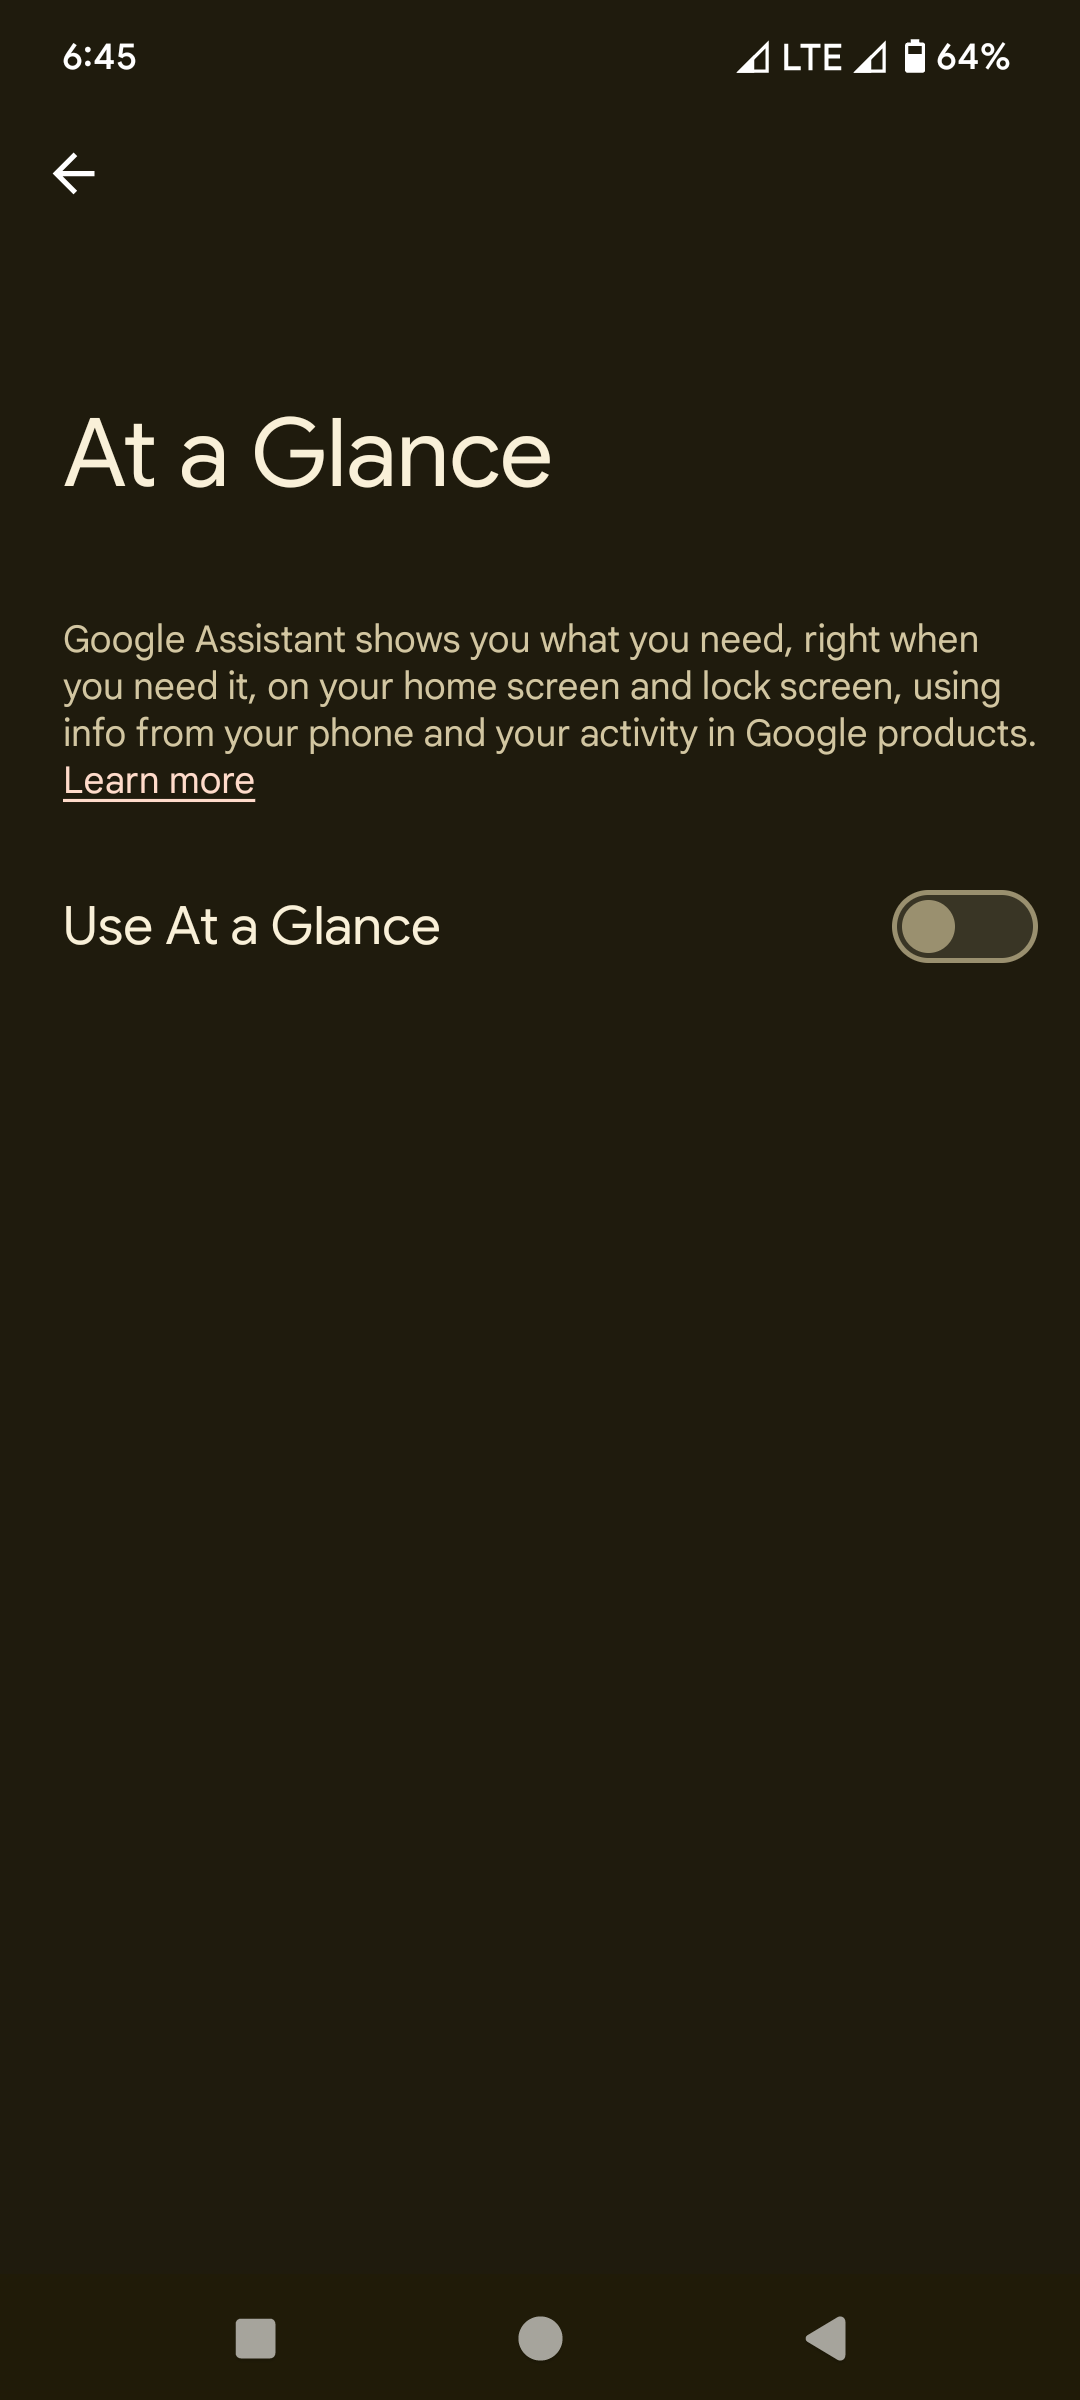 6:45 LTE 64%
At a Glance
Google Assistant shows you what you need, right when
you need it, on your home screen and lock screen, using
info from your phone and your activity in Google products.
Learn more
Use At a Glance